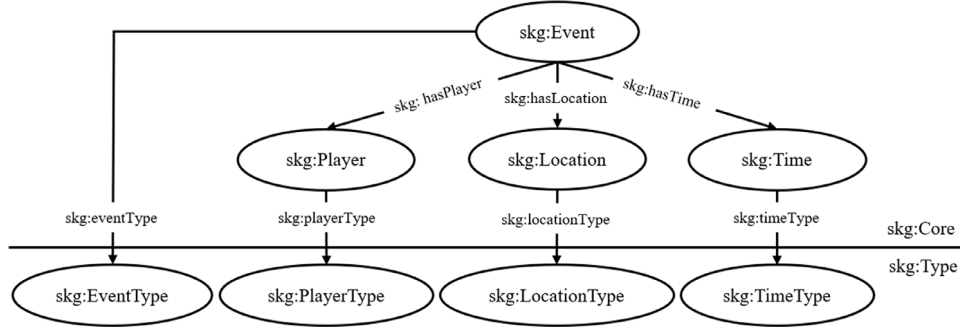 skg:Event
skg: hasPlayer
skg:hasLocation
skg:hasTime
skg:Player
skg:Location
skg:Time
skg:eventType
skg:playerType
skg:locationType
skg:timeType
skg:Core
skg:Type
skg:EventType
skg:PlayerType
skg:LocationType
skg:TimeType